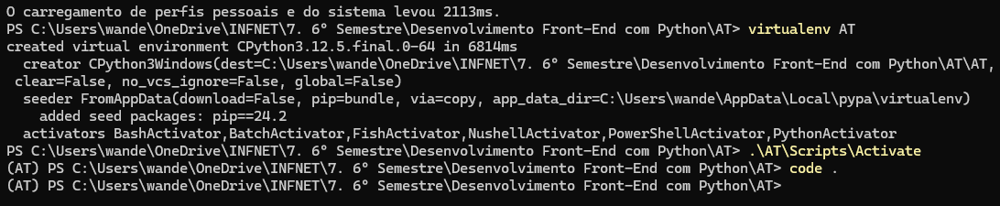 O carregamento de perfis pessoais e do sistema levou 2113ms.
PS C:\Users\wande\OneDrive\INFNET\7. 6° Semestre\Desenvolvimento Front-End com Python\AT> virtualenv AT
created virtual environment CPython3.12.5.final.0-64 in 6814ms
  creator CPython3Windows(dest=C:\Users\wande\OneDrive\INFNET\7. 6° Semestre\Desenvolvimento Front-End com Python\AT\AT,
 clear=False, no_vcs_ignore=False, global=False)
  seeder FromAppData(download=False, pip=bundle, via=copy, app_data_dir=C:\Users\wande\AppData\Local\pypa\virtualenv)
    added seed packages: pip==24.2
  activators BashActivator,BatchActivator,FishActivator,NushellActivator,PowerShellActivator,PythonActivator
PS C:\Users\wande\OneDrive\INFNET\7. 6° Semestre\Desenvolvimento Front-End com Python\AT> .\AT\Scripts\Activate
(AT) PS C:\Users\wande\OneDrive\INFNET\7. 6° Semestre\Desenvolvimento Front-End com Python\AT> code .
(AT) PS C:\Users\wande\OneDrive\INFNET\7. 6° Semestre\Desenvolvimento Front-End com Python\AT>